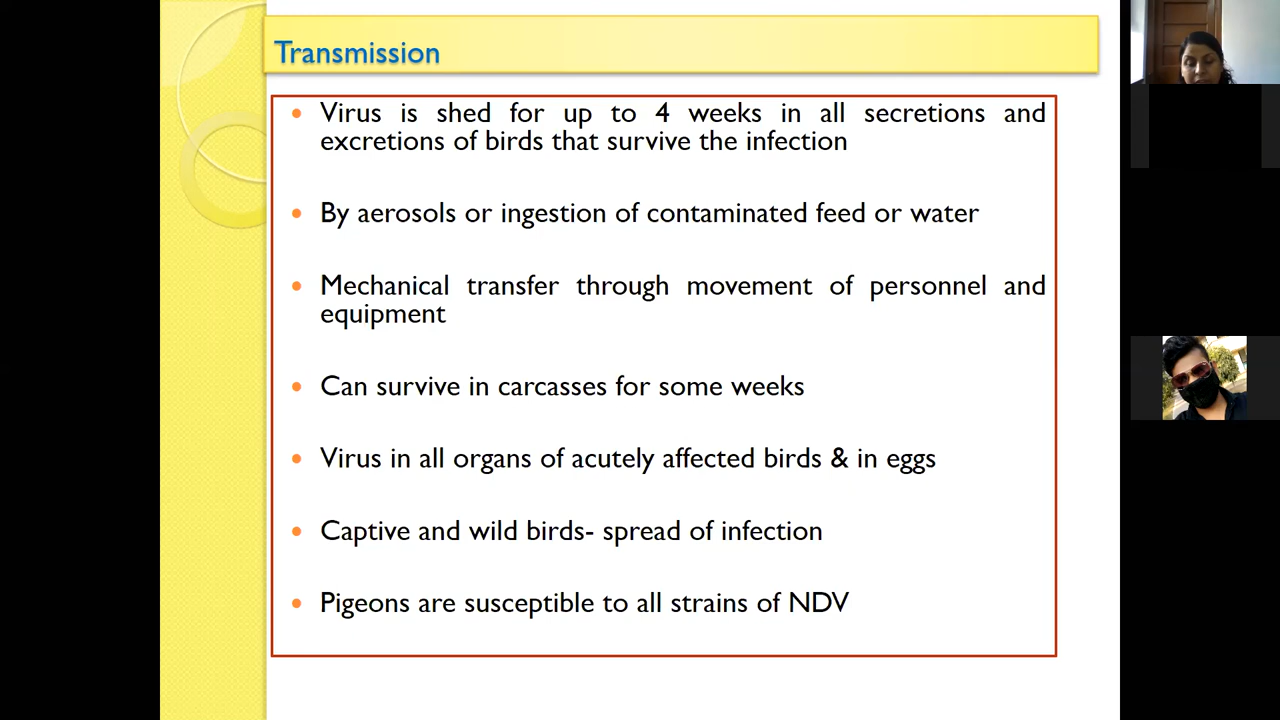 Transmission
• Virus is shed for up to 4 weeks in all secretions and
excretions of birds that survive the infection
• By aerosols or ingestion of contaminated feed or water
• Mechanical transfer through movement of personnel and
equipment
• Can survive in carcasses for some weeks
• Virus in all organs of acutely affected birds & in eggs
• Captive and wild birds- spread of infection
• Pigeons are susceptible to all strains of NDV